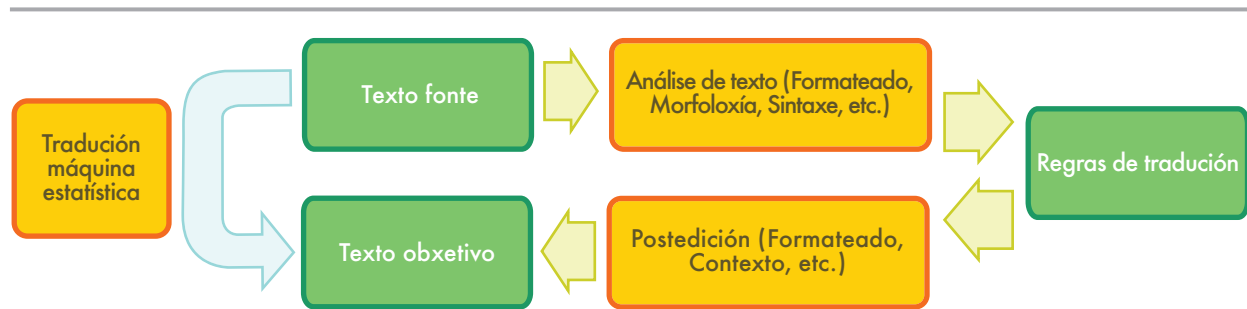 Tradución
máquina
estatística
Texto fonte
Análise de texto (Formateado,
Morfoloxía, Sintaxe, etc.)
Regras de tradución
Texto obxetivo
Postedición (Formateado,
Contexto, etc.)